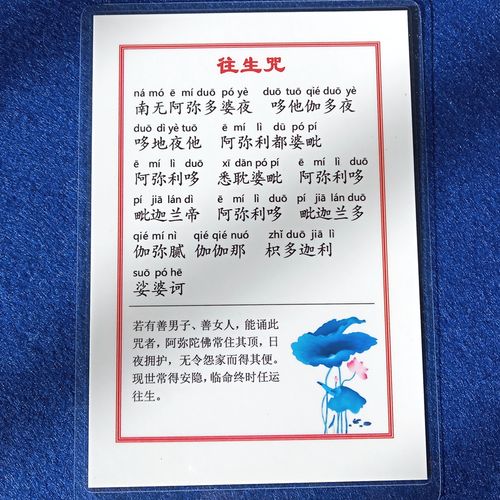 往生咒
ná mó ē mí duō pó yè duō tuō qié duō yè
南无阿弥多婆夜 哆他伽多夜
duō dì yè tuō ē mí lì dū pó pí
哆地夜他 阿弥利都婆毗
ē mí lì duō xī dān pó pí ē mí lì duō
阿弥利哆 悉耽婆毗 阿弥利哆
pí jiā lán dì ē mí lì duō pí jiā lán duō
毗迦兰帝 阿弥利哆 毗迦兰多
qié mí nì qié qié nuó zhǐ duō jiā lì
伽弥腻 伽伽那 枳多迦利
suō pó hē
娑婆诃
若有善男子、善女人，能诵此
咒者，阿弥陀佛常住其顶，日
夜拥护，无令怨家而得其便。
现世常得安隐，临命终时任运
往生。